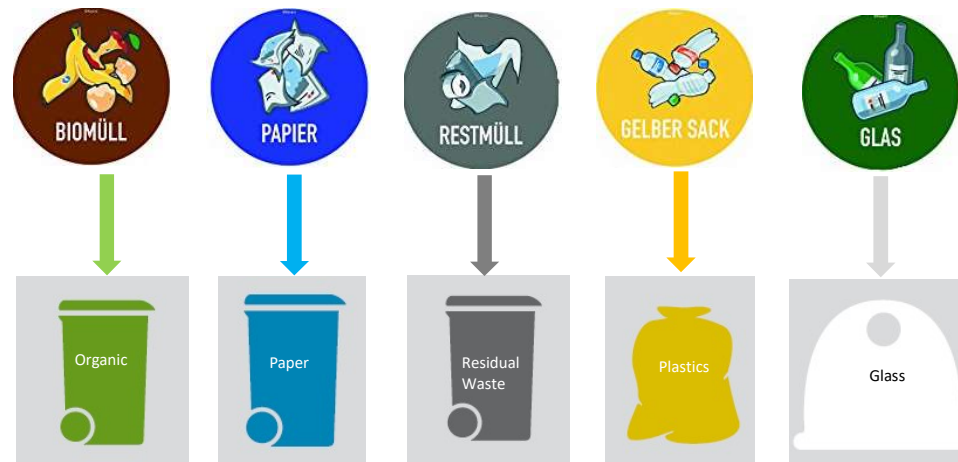 BIOMÜLL
PAPIER
RESTMÜLL
GELBER SACK
GLAS
Organic
Paper
Residual
Waste
Plastics
Glass